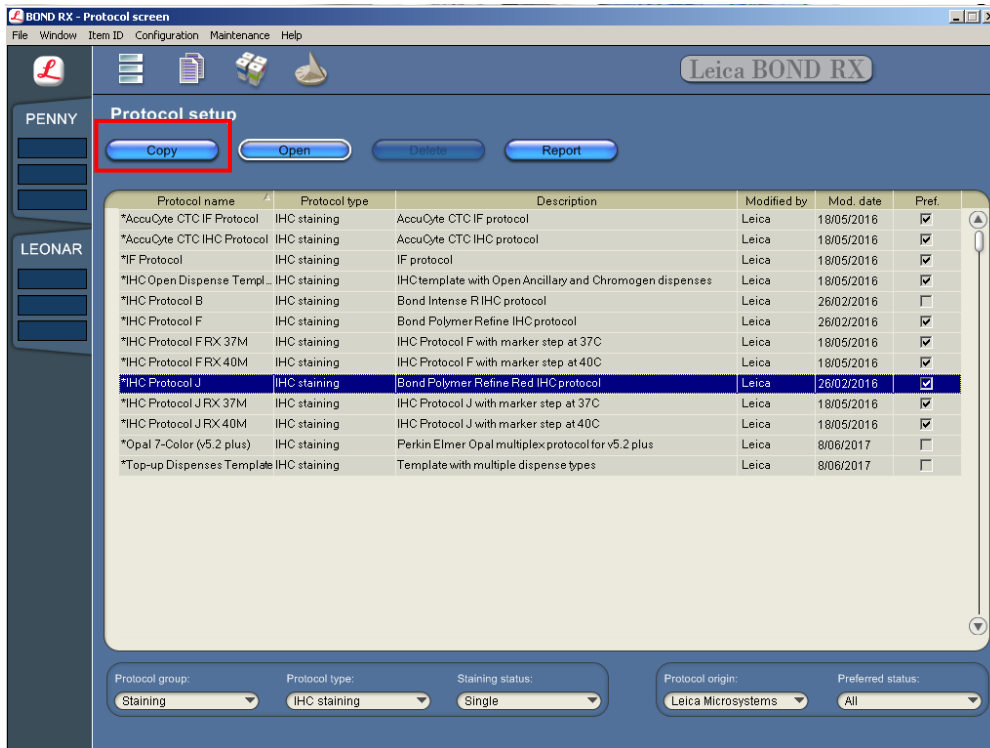 BOND RX - Protocol screen
File Window Item ID Configuration Maintenance Help
Leica BOND RX
PENNY
LEONAR
Protocol setup
Copy Open Delete Report
Protocol name Protocol type Description Modified by Mod. date Pref.
*AccuCyte CTC IF Protocol IHC staining AccuCyte CTC IF protocol Leica 18/05/2016
*AccuCyte CTC IHC Protocol IHC staining AccuCyte CTC IHC protocol Leica 18/05/2016
*IF Protocol IHC staining IF protocol Leica 18/05/2016
*IHC Open Dispense Templ... IHC staining IHC template with Open Ancillary and Chromogen dispenses Leica 18/05/2016
*IHC Protocol B IHC staining Bond Intense R IHC protocol Leica 26/02/2016
*IHC Protocol F IHC staining Bond Polymer Refine IHC protocol Leica 26/02/2016
*IHC Protocol F RX 37M IHC staining IHC Protocol F with marker step at 37C Leica 18/05/2016
*IHC Protocol F RX 40M IHC staining IHC Protocol F with marker step at 40C Leica 18/05/2016
*IHC Protocol J IHC staining Bond Polymer Refine Red IHC protocol Leica 26/02/2016
*IHC Protocol J RX 37M IHC staining IHC Protocol J with marker step at 37C Leica 18/05/2016
*IHC Protocol J RX 40M IHC staining IHC Protocol J with marker step at 40C Leica 18/05/2016
*Opal 7-Color (v5.2 plus) IHC staining Perkin Elmer Opal multiplex protocol for v5.2 plus Leica 8/06/2017
*Top-up Dispenses Template IHC staining Template with multiple dispense types Leica 8/06/2017
Protocol group: Protocol type: Staining status: Protocol origin: Preferred status:
Staining IHC staining Single Leica Microsystems All